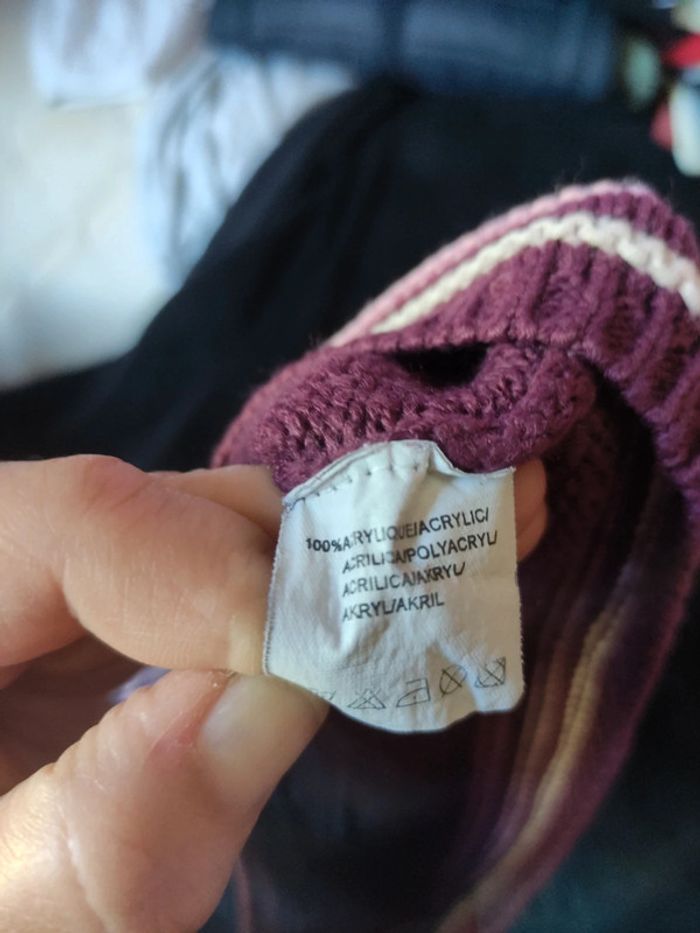 100%ACRYLIQUE/ACRYLIC/
ACRILICA/POLYACRYL/
ACRILICA/AKRYL/
AKRYL/AKRIL